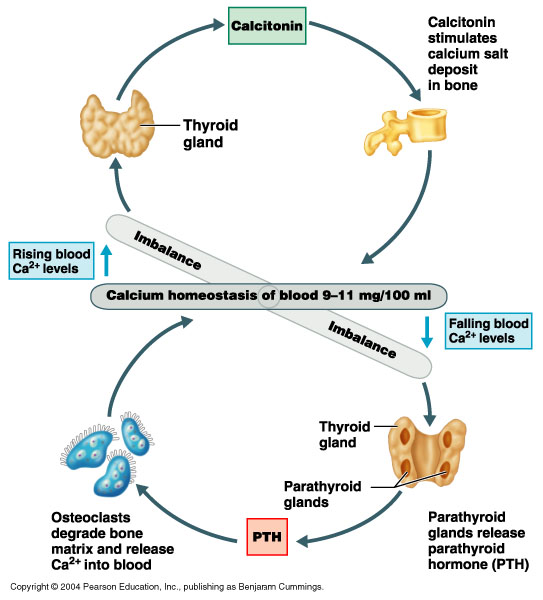 Calcitonin
Calcitonin
stimulates
calcium salt
deposit
in bone
Thyroid
gland
Rising blood
Ca²⁺ levels
Imbalance
Calcium homeostasis of blood 9–11 mg/100 ml
Imbalance
Falling blood
Ca²⁺ levels
Thyroid
gland
Parathyroid
glands
Parathyroid
glands release
parathyroid
hormone (PTH)
PTH
Osteoclasts
degrade bone
matrix and release
Ca²⁺ into blood
Copyright © 2004 Pearson Education, Inc., publishing as Benjamin Cummings.